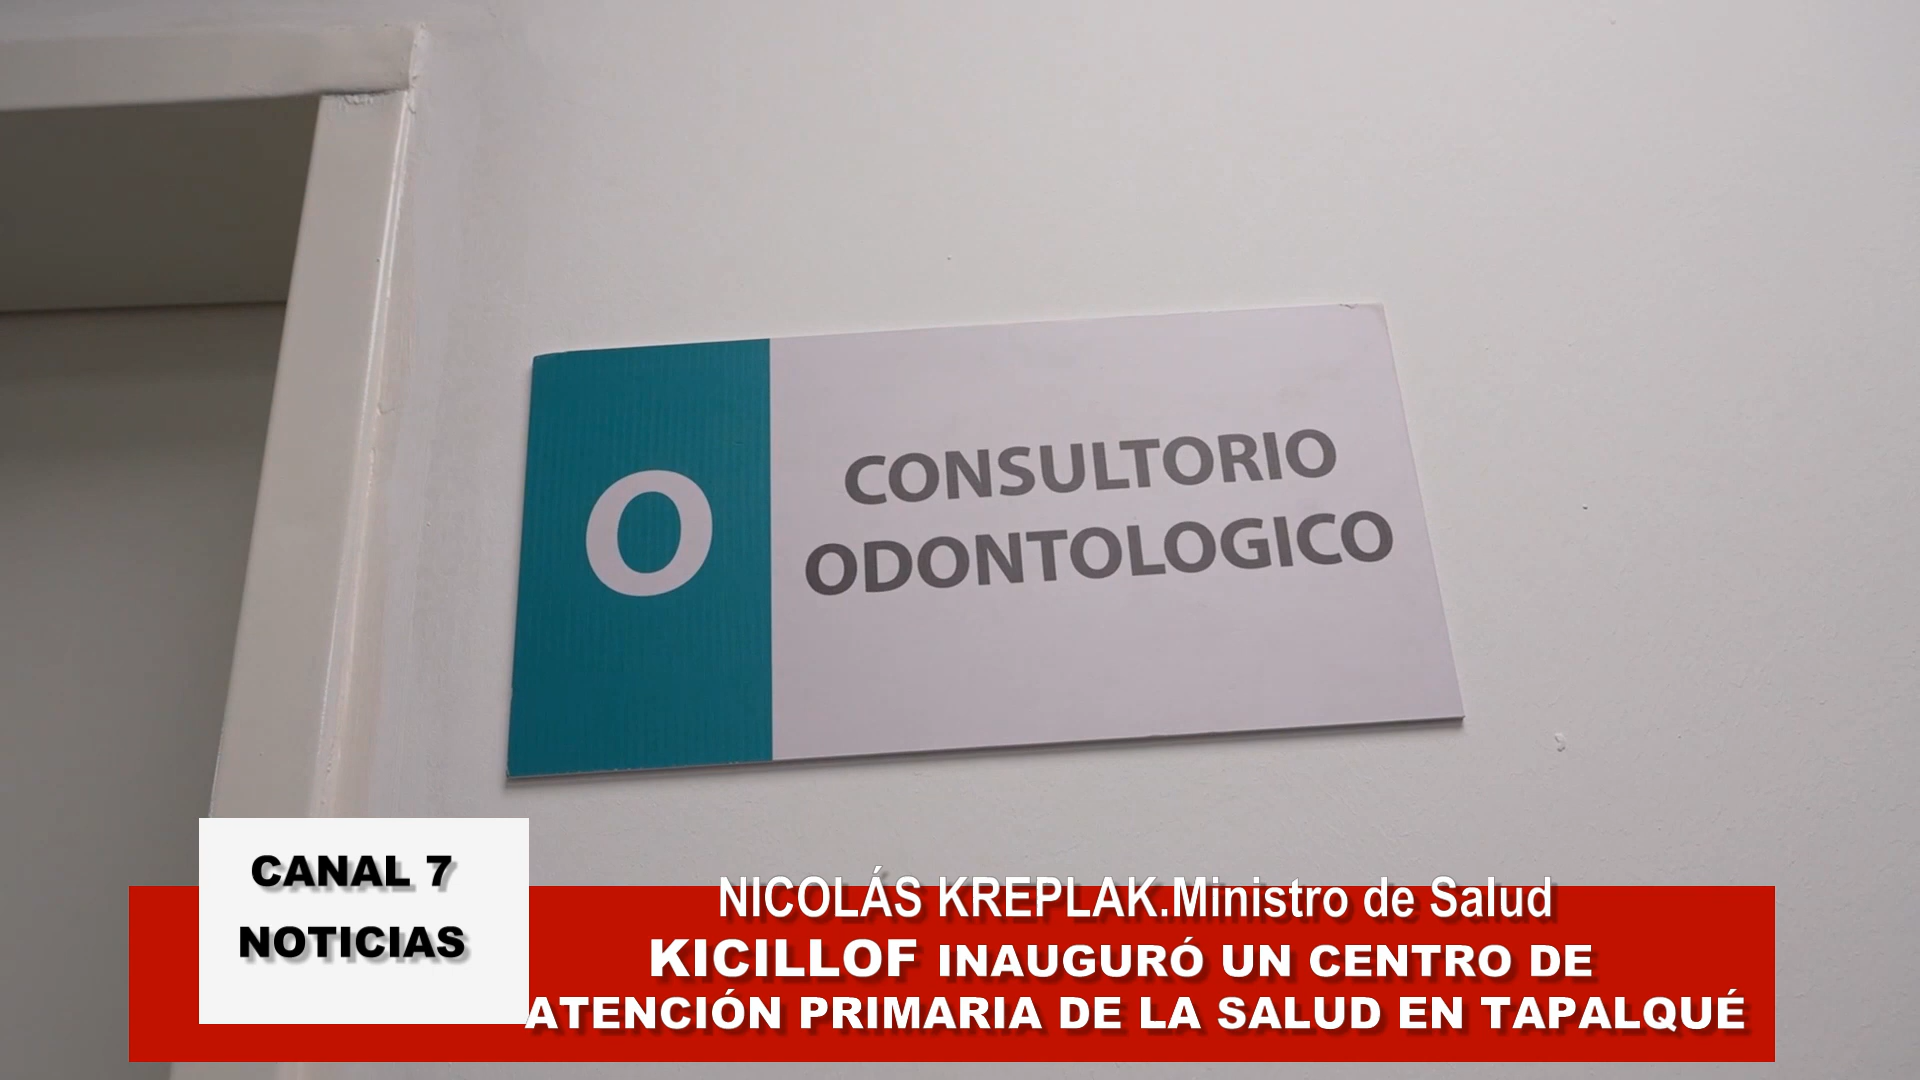 O
CONSULTORIO
ODONTOLOGICO
CANAL 7
NOTICIAS
NICOLÁS KREPLAK.Ministro de Salud
KICILLOF INAUGURÓ UN CENTRO DE
ATENCIÓN PRIMARIA DE LA SALUD EN TAPALQUÉ